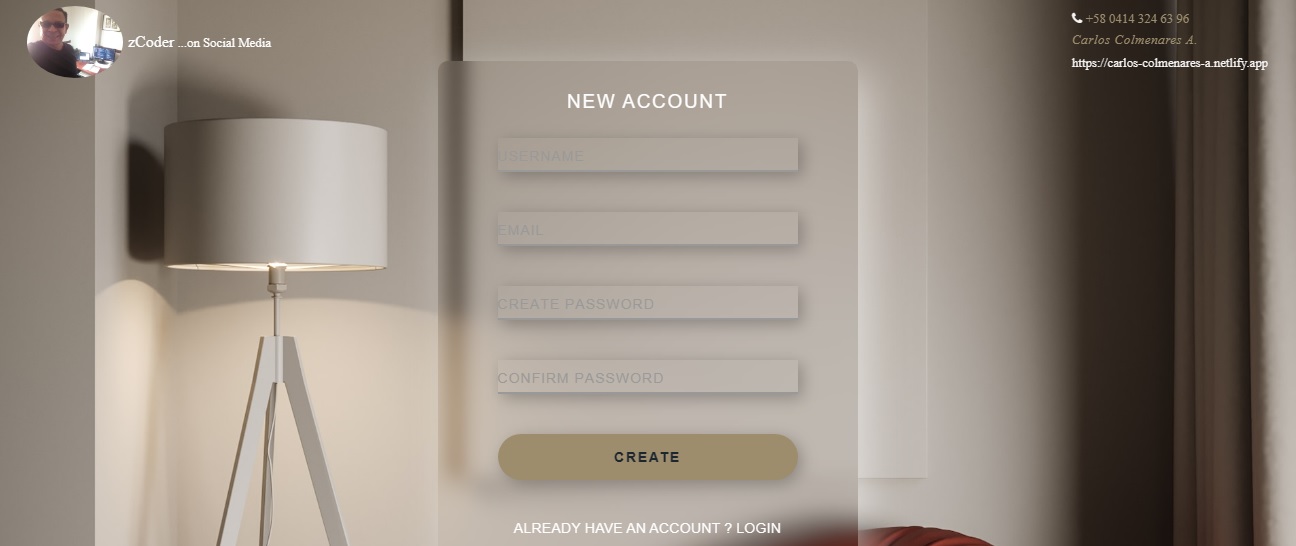 zCoder ...on Social Media
+58 0414 324 63 96
Carlos Colmenares A.
https://carlos-colmenares-a.netlify.app
NEW ACCOUNT
USERNAME
EMAIL
CREATE PASSWORD
CONFIRM PASSWORD
CREATE
ALREADY HAVE AN ACCOUNT ? LOGIN